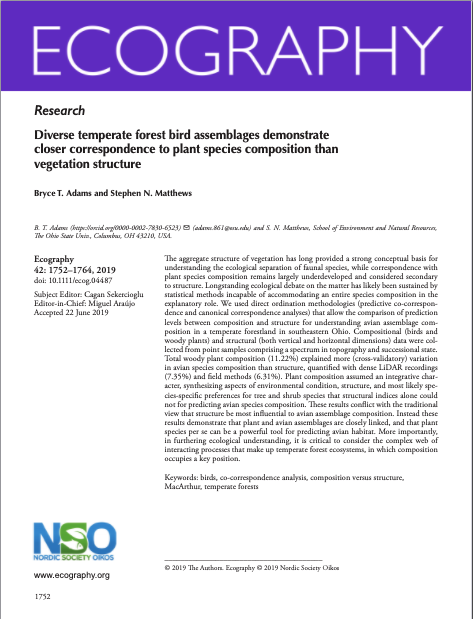 ECOGRAPHY
Research
Diverse temperate forest bird assemblages demonstrate
closer correspondence to plant species composition than
vegetation structure
Bryce T. Adams and Stephen N. Matthews
B. T. Adams (https://orcid.org/0000-0002-7830-6523) ✉ (adams.861@osu.edu) and S. N. Matthews, School of Environment and Natural Resources,
The Ohio State Univ., Columbus, OH 43210, USA.
Ecography
42: 1752–1764, 2019
doi: 10.1111/ecog.04487
Subject Editor: Cagan Sekercioglu
Editor-in-Chief: Miguel Araújo
Accepted 22 June 2019
The aggregate structure of vegetation has long provided a strong conceptual basis for
understanding the ecological separation of faunal species, while correspondence with
plant species composition remains largely underdeveloped and considered secondary
to structure. Longstanding ecological debate on the matter has likely been sustained by
statistical methods incapable of accommodating an entire species composition in the
explanatory role. We used direct ordination methodologies (predictive co-correspon-
dence and canonical correspondence analyses) that allow the comparison of prediction
levels between composition and structure for understanding avian assemblage com-
position in a temperate forestland in southeastern Ohio. Compositional (birds and
woody plants) and structural (both vertical and horizontal dimensions) data were col-
lected from point samples comprising a spectrum in topography and successional state.
Total woody plant composition (11.22%) explained more (cross-validatory) variation
in avian species composition than structure, quantified with dense LiDAR recordings
(7.35%) and field methods (6.31%). Plant composition assumed an integrative char-
acter, synthesizing aspects of environmental condition, structure, and most likely spe-
cies-specific preferences for tree and shrub species that structural indices alone could
not for predicting avian species composition. These results conflict with the traditional
view that structure be most influential to avian assemblage composition. Instead these
results demonstrate that plant and avian assemblages are closely linked, and that plant
species per se can be a powerful tool for predicting avian habitat. More importantly,
in furthering ecological understanding, it is critical to consider the complex web of
interacting processes that make up temperate forest ecosystems, in which composition
occupies a key position.
Keywords: birds, co-correspondence analysis, composition versus structure,
MacArthur, temperate forests
NSO
NORDIC SOCIETY OIKOS
www.ecography.org
© 2019 The Authors. Ecography © 2019 Nordic Society Oikos
1752